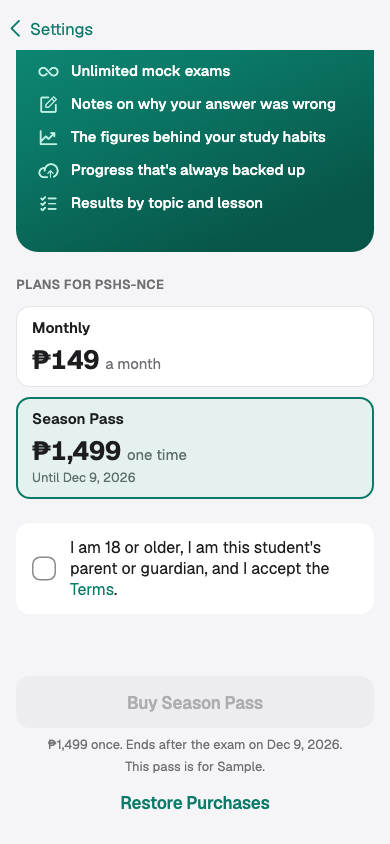 Settings
Unlimited mock exams
Notes on why your answer was wrong
The figures behind your study habits
Progress that's always backed up
Results by topic and lesson
PLANS FOR PSHS-NCE
Monthly
₱149 a month
Season Pass
₱1,499 one time
Until Dec 9, 2026
I am 18 or older, I am this student's
parent or guardian, and I accept the
Terms.
Buy Season Pass
₱1,499 once. Ends after the exam on Dec 9, 2026.
This pass is for Sample.
Restore Purchases